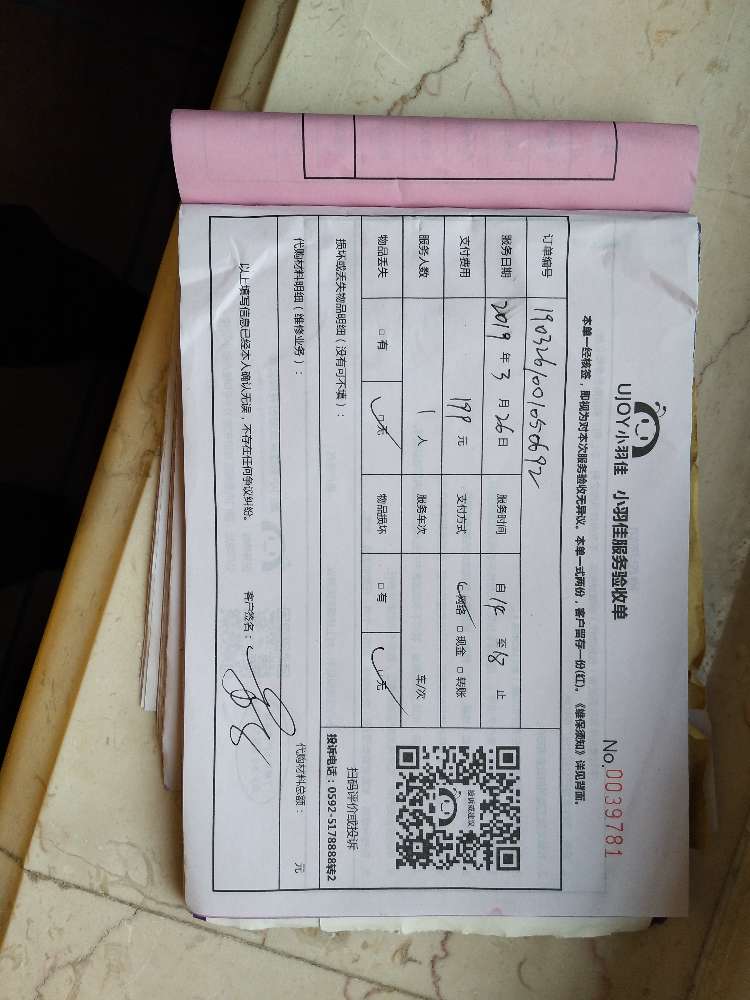 UJOY小羽佳 小羽佳服务验收单
No.0039781
本单一经核签，即视为对本次服务验收无异议。本单一式两份，客户留存一份(红)。《维保须知》详见背面。
订单编号 1903261001050692
服务日期 2019 年 3 月 26 日 服务时间 自 14 至 18 止
支付费用 199 元 支付方式 □网络 □现金 □转账
服务人数 1 人 服务车次 车/次
物品丢失 □有 □无 物品损坏 □有 □无
投诉或建议
扫码评价或投诉
投诉电话：0592-5178888转2
损坏或丢失物品明细（没有可不填）：
代购材料明细（维修业务）： 代购材料总额： 元
以上填写信息已经本人确认无误，不存在任何争议纠纷。 客户签名：